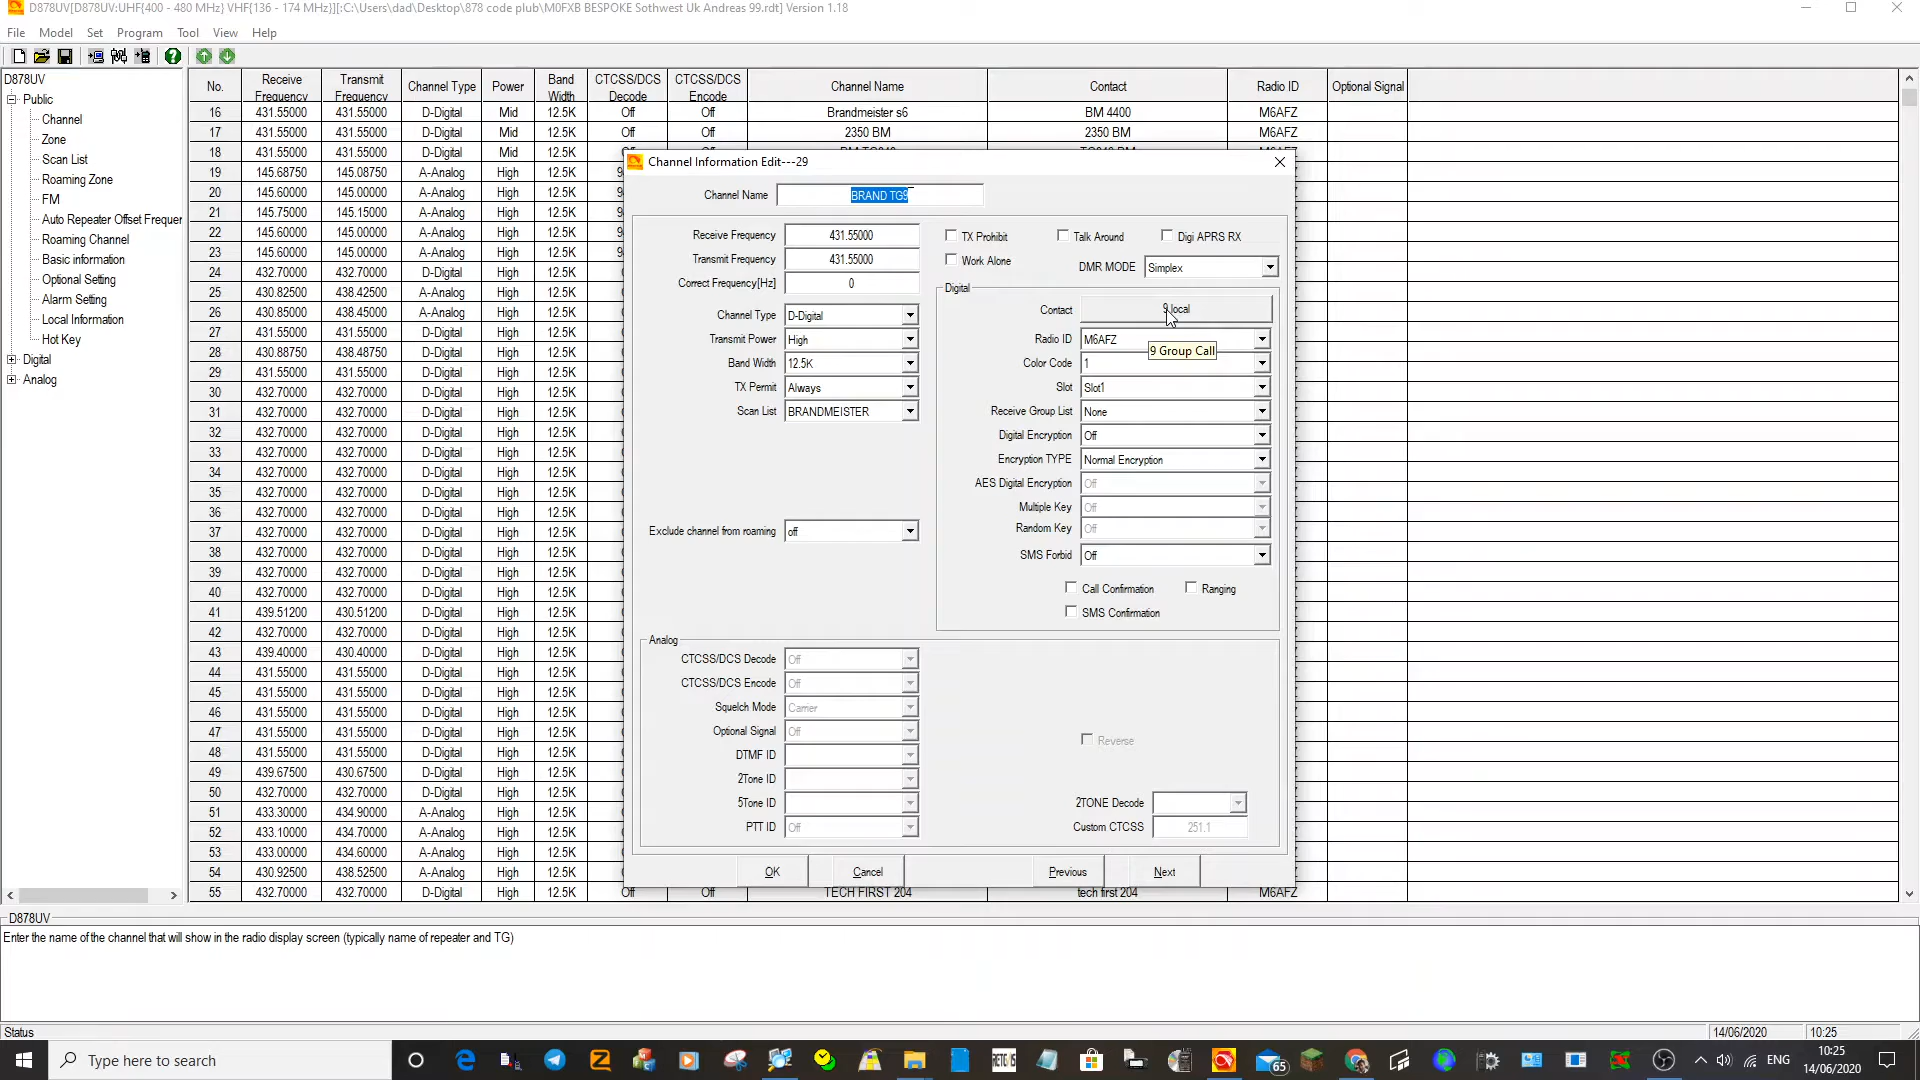 D878UV[D878UV:UHF{400 - 480 MHz} VHF{136 - 174 MHz}][:C:\Users\dad\Desktop\878 code plub\M0FXB BESPOKE Sothwest Uk Andreas 99.rdt] Version 1.18
File Model Set Program Tool View Help
D878UV
Public
Channel
Zone
Scan List
Roaming Zone
FM
Auto Repeater Offset Frequer
Roaming Channel
Basic information
Optional Setting
Alarm Setting
Local Information
Hot Key
Digital
Analog
No. Receive Frequency Transmit Frequency Channel Type Power Band Width CTCSS/DCS Decode CTCSS/DCS Encode Channel Name Contact Radio ID Optional Signal
16 431.55000 431.55000 D-Digital Mid 12.5K Off Off Brandmeister s6 BM 4400 M6AFZ
17 431.55000 431.55000 D-Digital Mid 12.5K Off Off 2350 BM 2350 BM M6AFZ
18 431.55000 431.55000 D-Digital Mid 12.5K
19 145.68750 145.08750 A-Analog High 12.5K
20 145.60000 145.00000 A-Analog High 12.5K
21 145.75000 145.15000 A-Analog High 12.5K
22 145.60000 145.00000 A-Analog High 12.5K
23 145.60000 145.00000 A-Analog High 12.5K
24 432.70000 432.70000 D-Digital High 12.5K
25 430.82500 438.42500 A-Analog High 12.5K
26 430.85000 438.45000 A-Analog High 12.5K
27 431.55000 431.55000 D-Digital High 12.5K
28 430.88750 438.48750 D-Digital High 12.5K
29 431.55000 431.55000 D-Digital High 12.5K
30 432.70000 432.70000 D-Digital High 12.5K
31 432.70000 432.70000 D-Digital High 12.5K
32 432.70000 432.70000 D-Digital High 12.5K
33 432.70000 432.70000 D-Digital High 12.5K
34 432.70000 432.70000 D-Digital High 12.5K
35 432.70000 432.70000 D-Digital High 12.5K
36 432.70000 432.70000 D-Digital High 12.5K
37 432.70000 432.70000 D-Digital High 12.5K
38 432.70000 432.70000 D-Digital High 12.5K
39 432.70000 432.70000 D-Digital High 12.5K
40 432.70000 432.70000 D-Digital High 12.5K
41 439.51200 430.51200 D-Digital High 12.5K
42 432.70000 432.70000 D-Digital High 12.5K
43 439.40000 430.40000 D-Digital High 12.5K
44 431.55000 431.55000 D-Digital High 12.5K
45 431.55000 431.55000 D-Digital High 12.5K
46 431.55000 431.55000 D-Digital High 12.5K
47 431.55000 431.55000 D-Digital High 12.5K
48 431.55000 431.55000 D-Digital High 12.5K
49 439.67500 430.67500 D-Digital High 12.5K
50 432.70000 432.70000 D-Digital High 12.5K
51 433.30000 434.90000 A-Analog High 12.5K
52 433.10000 434.70000 A-Analog High 12.5K
53 433.00000 434.60000 A-Analog High 12.5K
54 430.92500 438.52500 A-Analog High 12.5K
55 432.70000 432.70000 D-Digital High 12.5K Off Off TECH FIRST 204 tech first 204 M6AFZ
Channel Information Edit---29
Channel Name BRAND TG9
Receive Frequency 431.55000
Transmit Frequency 431.55000
Correct Frequency[Hz] 0
Channel Type D-Digital
Transmit Power High
Band Width 12.5K
TX Permit Always
Scan List BRANDMEISTER
Exclude channel from roaming off
TX Prohibit Talk Around Digi APRS RX
Work Alone DMR MODE Simplex
Digital
Contact 9 local
Radio ID M6AFZ
9 Group Call
Color Code 1
Slot Slot1
Receive Group List None
Digital Encryption Off
Encryption TYPE Normal Encryption
AES Digital Encryption Off
Multiple Key Off
Random Key Off
SMS Forbid Off
Call Confirmation Ranging
SMS Confirmation
Analog
CTCSS/DCS Decode Off
CTCSS/DCS Encode Off
Squelch Mode Carrier
Optional Signal Off
DTMF ID
2Tone ID
5Tone ID
PTT ID Off
Reverse
2TONE Decode
Custom CTCSS 251.1
OK Cancel Previous Next
D878UV
Enter the name of the channel that will show in the radio display screen (typically name of repeater and TG)
Status 14/06/2020 10:25
Type here to search
RETG/IS
65
ENG
10:25
14/06/2020